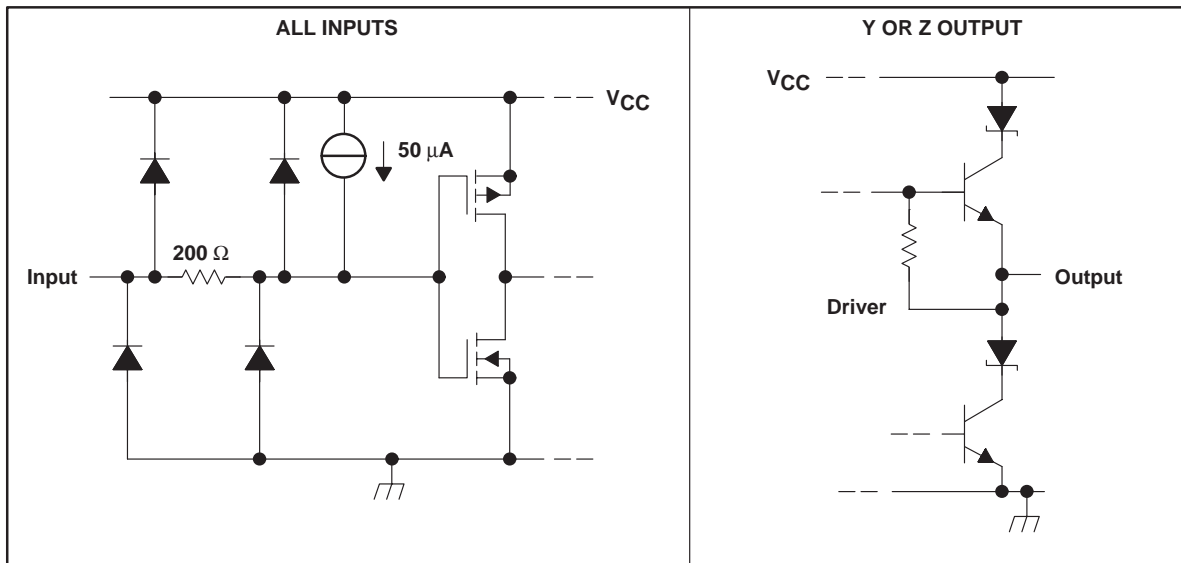 ALL INPUTS
VCC
50 μA
200 Ω
Input
Y OR Z OUTPUT
VCC
Output
Driver